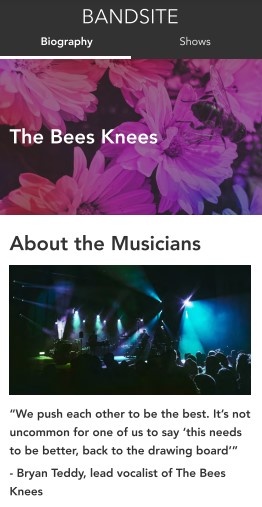 BANDSITE
Biography Shows
The Bees Knees
About the Musicians
“We push each other to be the best. It’s not
uncommon for one of us to say ‘this needs
to be better, back to the drawing board’”
- Bryan Teddy, lead vocalist of The Bees
Knees